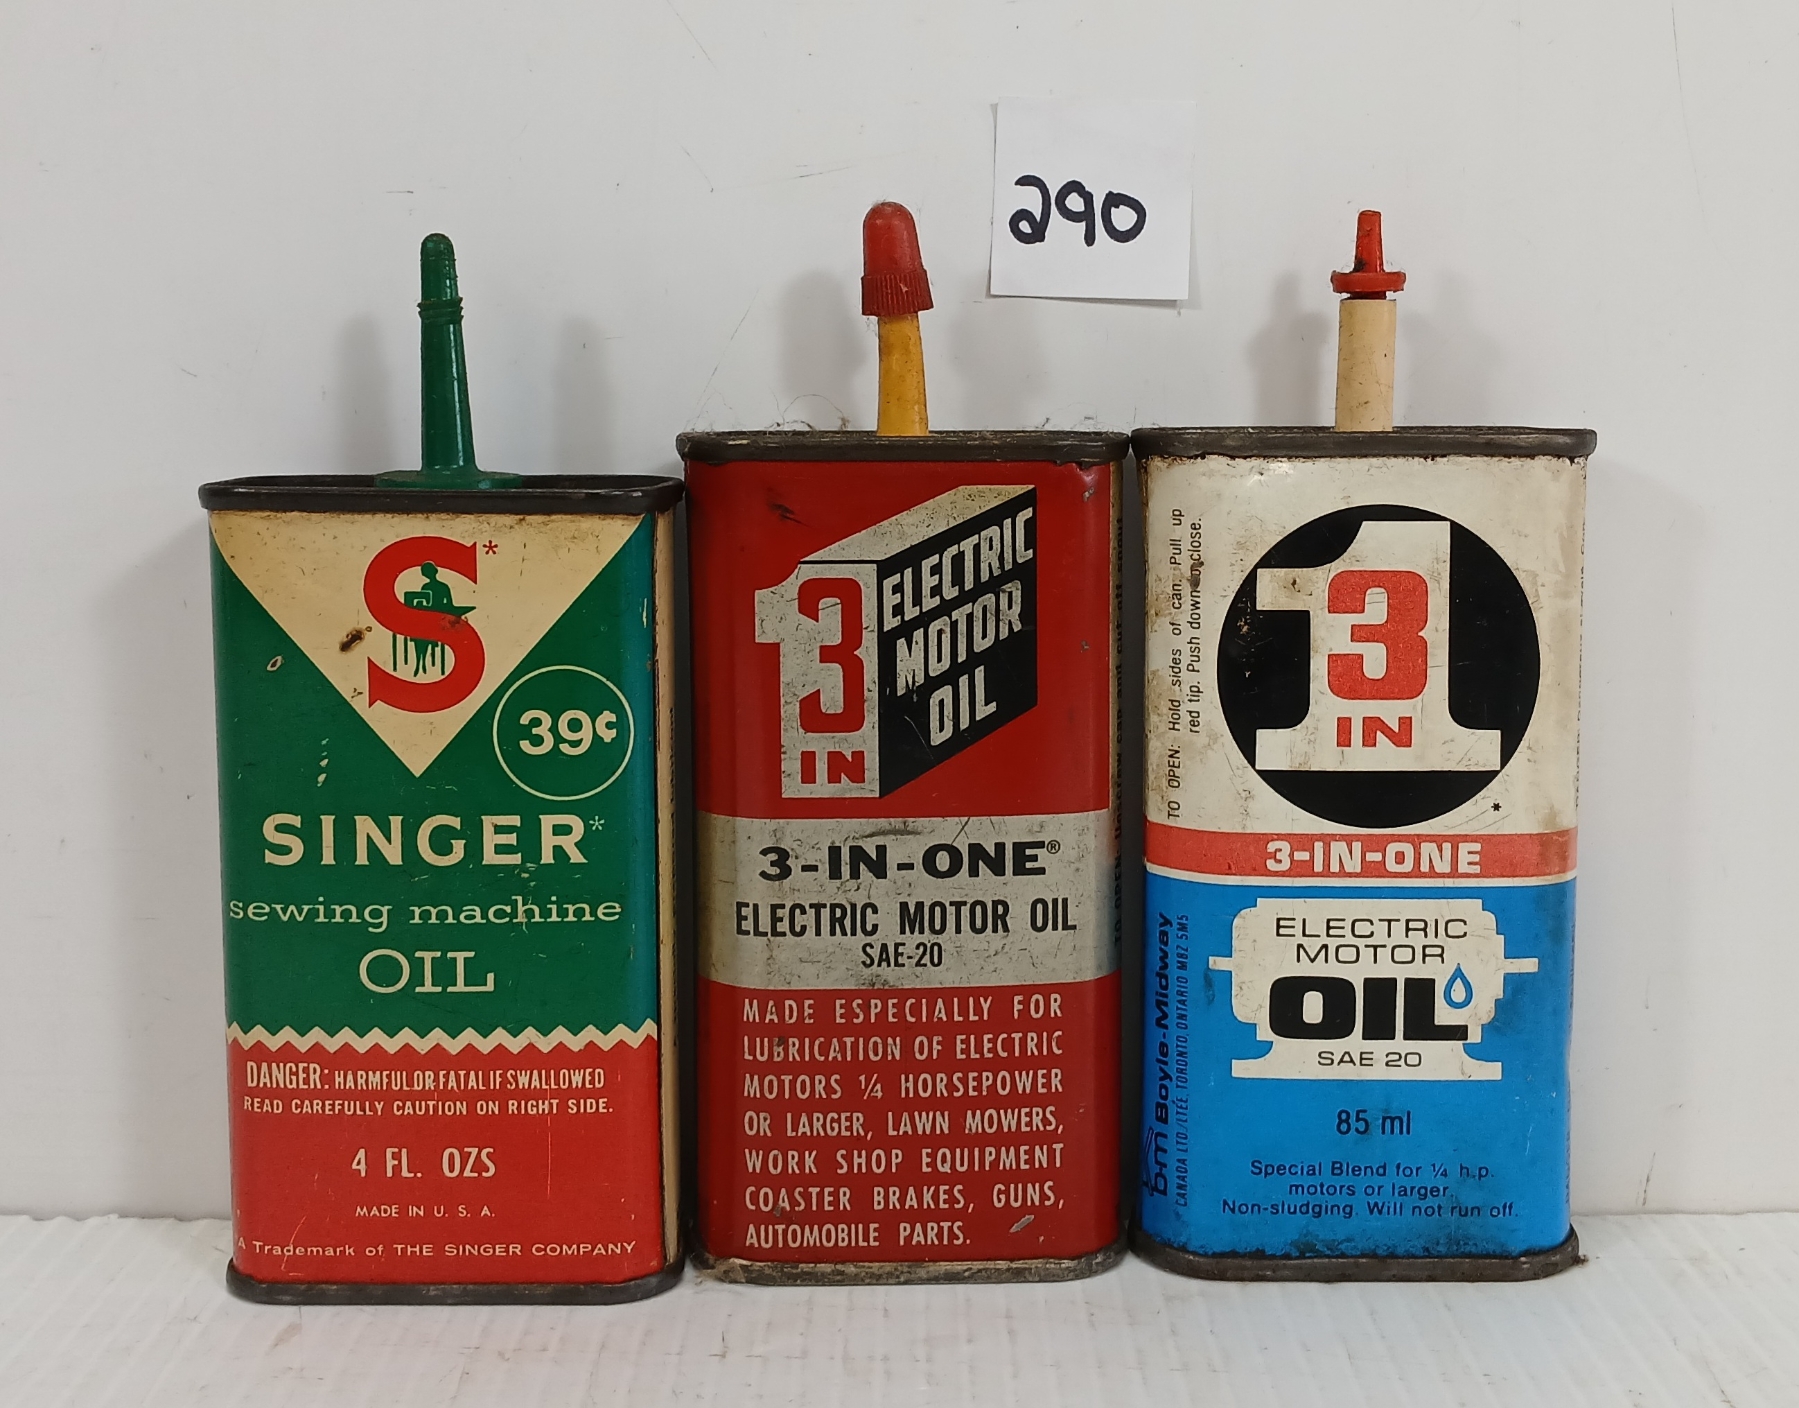 290
S*
39¢
SINGER*
sewing machine
OIL
DANGER: HARMFUL OR FATAL IF SWALLOWED
READ CAREFULLY CAUTION ON RIGHT SIDE.
4 FL. OZS
MADE IN U. S. A.
A Trademark of THE SINGER COMPANY
3
IN
1
ELECTRIC
MOTOR
OIL
3-IN-ONE®
ELECTRIC MOTOR OIL
SAE-20
MADE ESPECIALLY FOR
LUBRICATION OF ELECTRIC
MOTORS ¼ HORSEPOWER
OR LARGER, LAWN MOWERS,
WORK SHOP EQUIPMENT
COASTER BRAKES, GUNS,
AUTOMOBILE PARTS.
TO OPEN: Hold sides of can. Pull up
red tip. Push down to close.
3
IN
1
*
3-IN-ONE
ELECTRIC
MOTOR
OIL
SAE 20
85 ml
Special Blend for ¼ h.p.
motors or larger.
Non-sludging. Will not run off.
b-m Boyle-Midway
CANADA LTD./LTÉE, TORONTO, ONTARIO M8Z 5M5